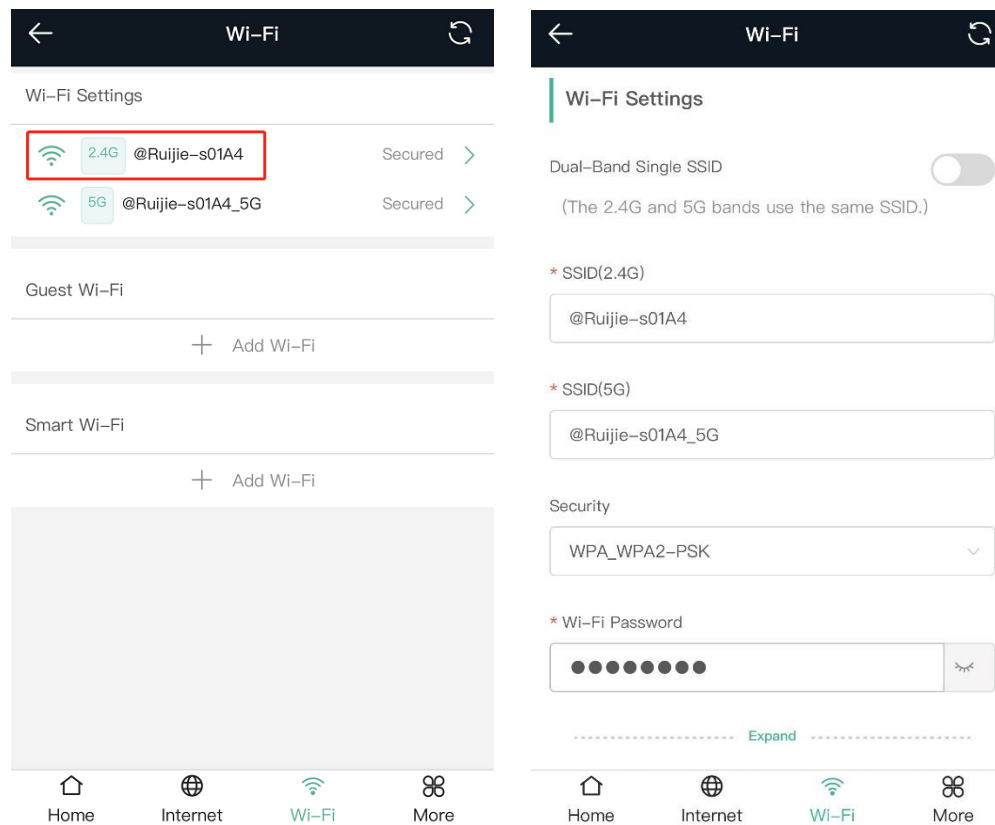 Wi-Fi
Wi-Fi Settings
2.4G @Ruijie-s01A4 Secured
5G @Ruijie-s01A4_5G Secured
Guest Wi-Fi
Add Wi-Fi
Smart Wi-Fi
Add Wi-Fi
Home Internet Wi-Fi More
Wi-Fi
Wi-Fi Settings
Dual-Band Single SSID
(The 2.4G and 5G bands use the same SSID.)
* SSID(2.4G)
@Ruijie-s01A4
* SSID(5G)
@Ruijie-s01A4_5G
Security
WPA_WPA2-PSK
* Wi-Fi Password
●●●●●●●●
Expand
Home Internet Wi-Fi More